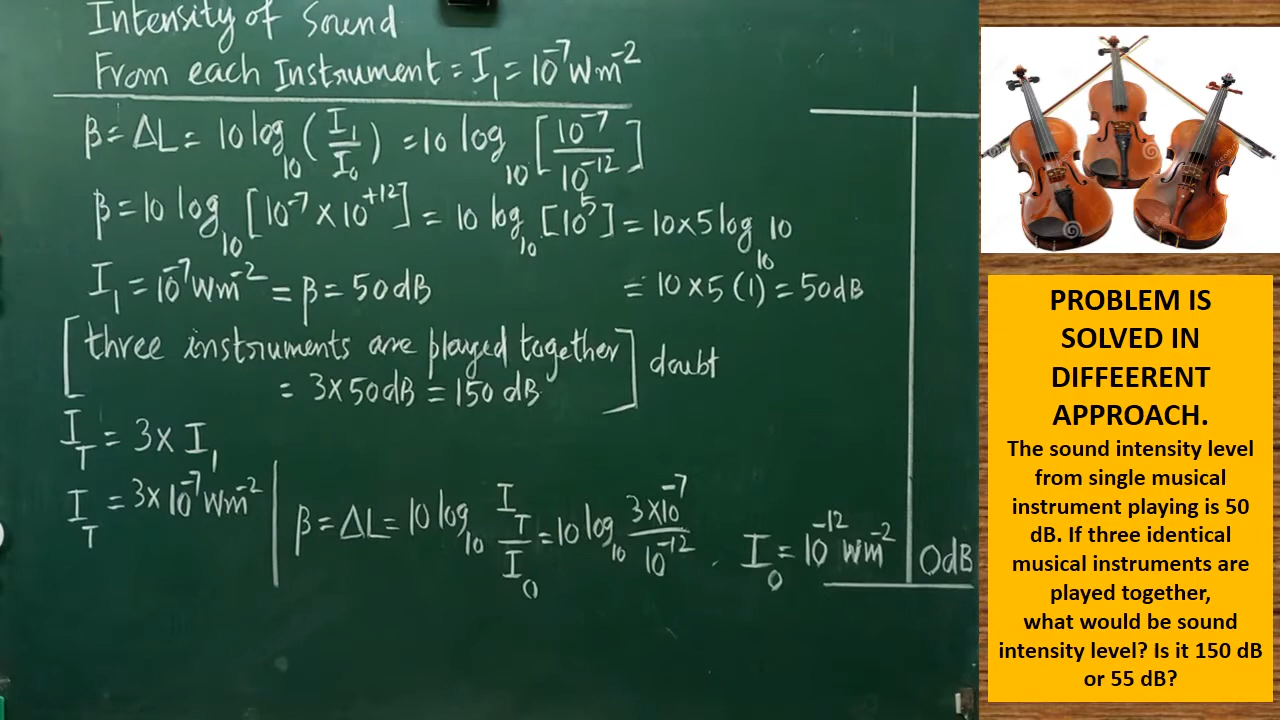 Intensity of Sound
From each Instrument = I₁ = 10⁻⁷ Wm⁻²
β = ΔL = 10 log₁₀ (I₁/I₀) = 10 log₁₀ [10⁻⁷/10⁻¹²]
β = 10 log₁₀ [10⁻⁷ × 10⁺¹²] = 10 log₁₀ [10⁵] = 10×5 log₁₀ 10
I₁ = 10⁻⁷ Wm⁻² = β = 50 dB
= 10 × 5 (1) = 50 dB
[three instruments are played together
= 3 × 50 dB = 150 dB] doubt
I_T = 3 × I₁
I_T = 3 × 10⁻⁷ Wm⁻²
β = ΔL = 10 log₁₀ I_T/I₀ = 10 log₁₀ 3×10⁻⁷/10⁻¹²
I₀ = 10⁻¹² Wm⁻²
0 dB
PROBLEM IS
SOLVED IN
DIFFEERENT
APPROACH.
The sound intensity level
from single musical
instrument playing is 50
dB. If three identical
musical instruments are
played together,
what would be sound
intensity level? Is it 150 dB
or 55 dB?